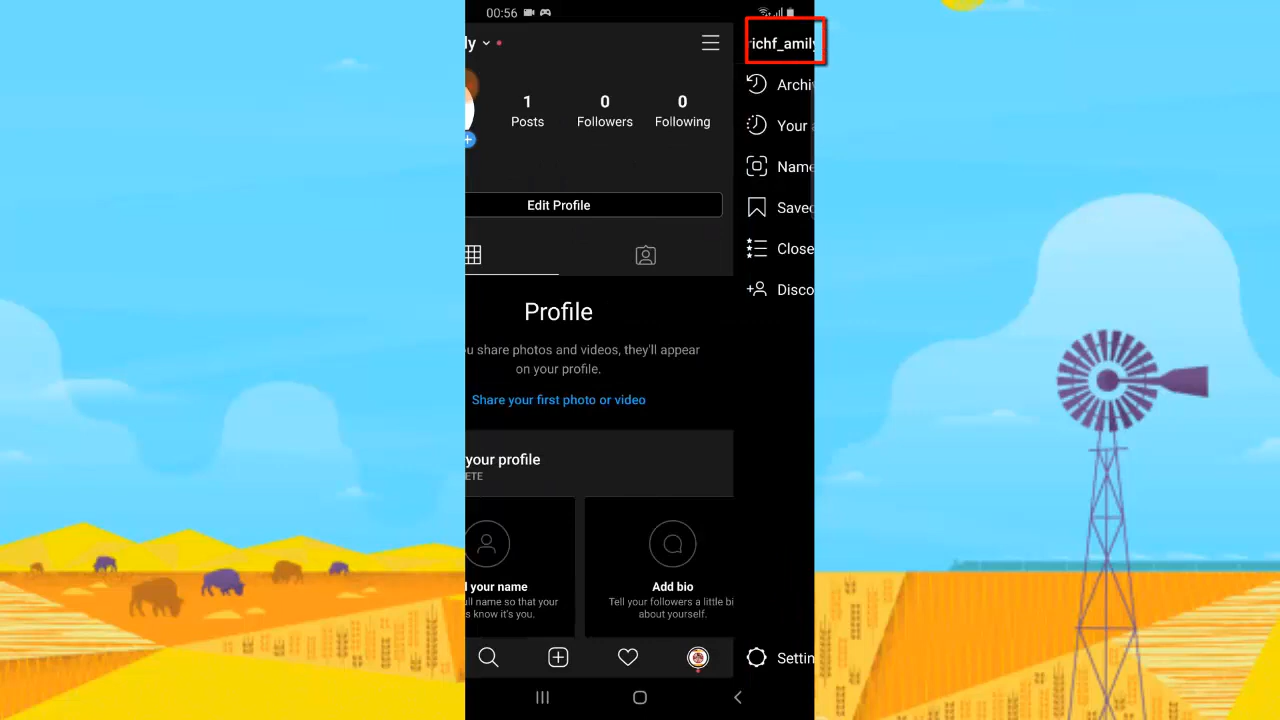 00:56
ly
Posts 1
Followers 0
Following 0
Edit Profile
Profile
u share photos and videos, they'll appear
on your profile.
Share your first photo or video
your profile
ETE
l your name
ull name so that your
s know it's you.
Add bio
Tell your followers a little bi
about yourself.
richf_amily
Archi
Your a
Name
Saved
Close
Disco
Settin